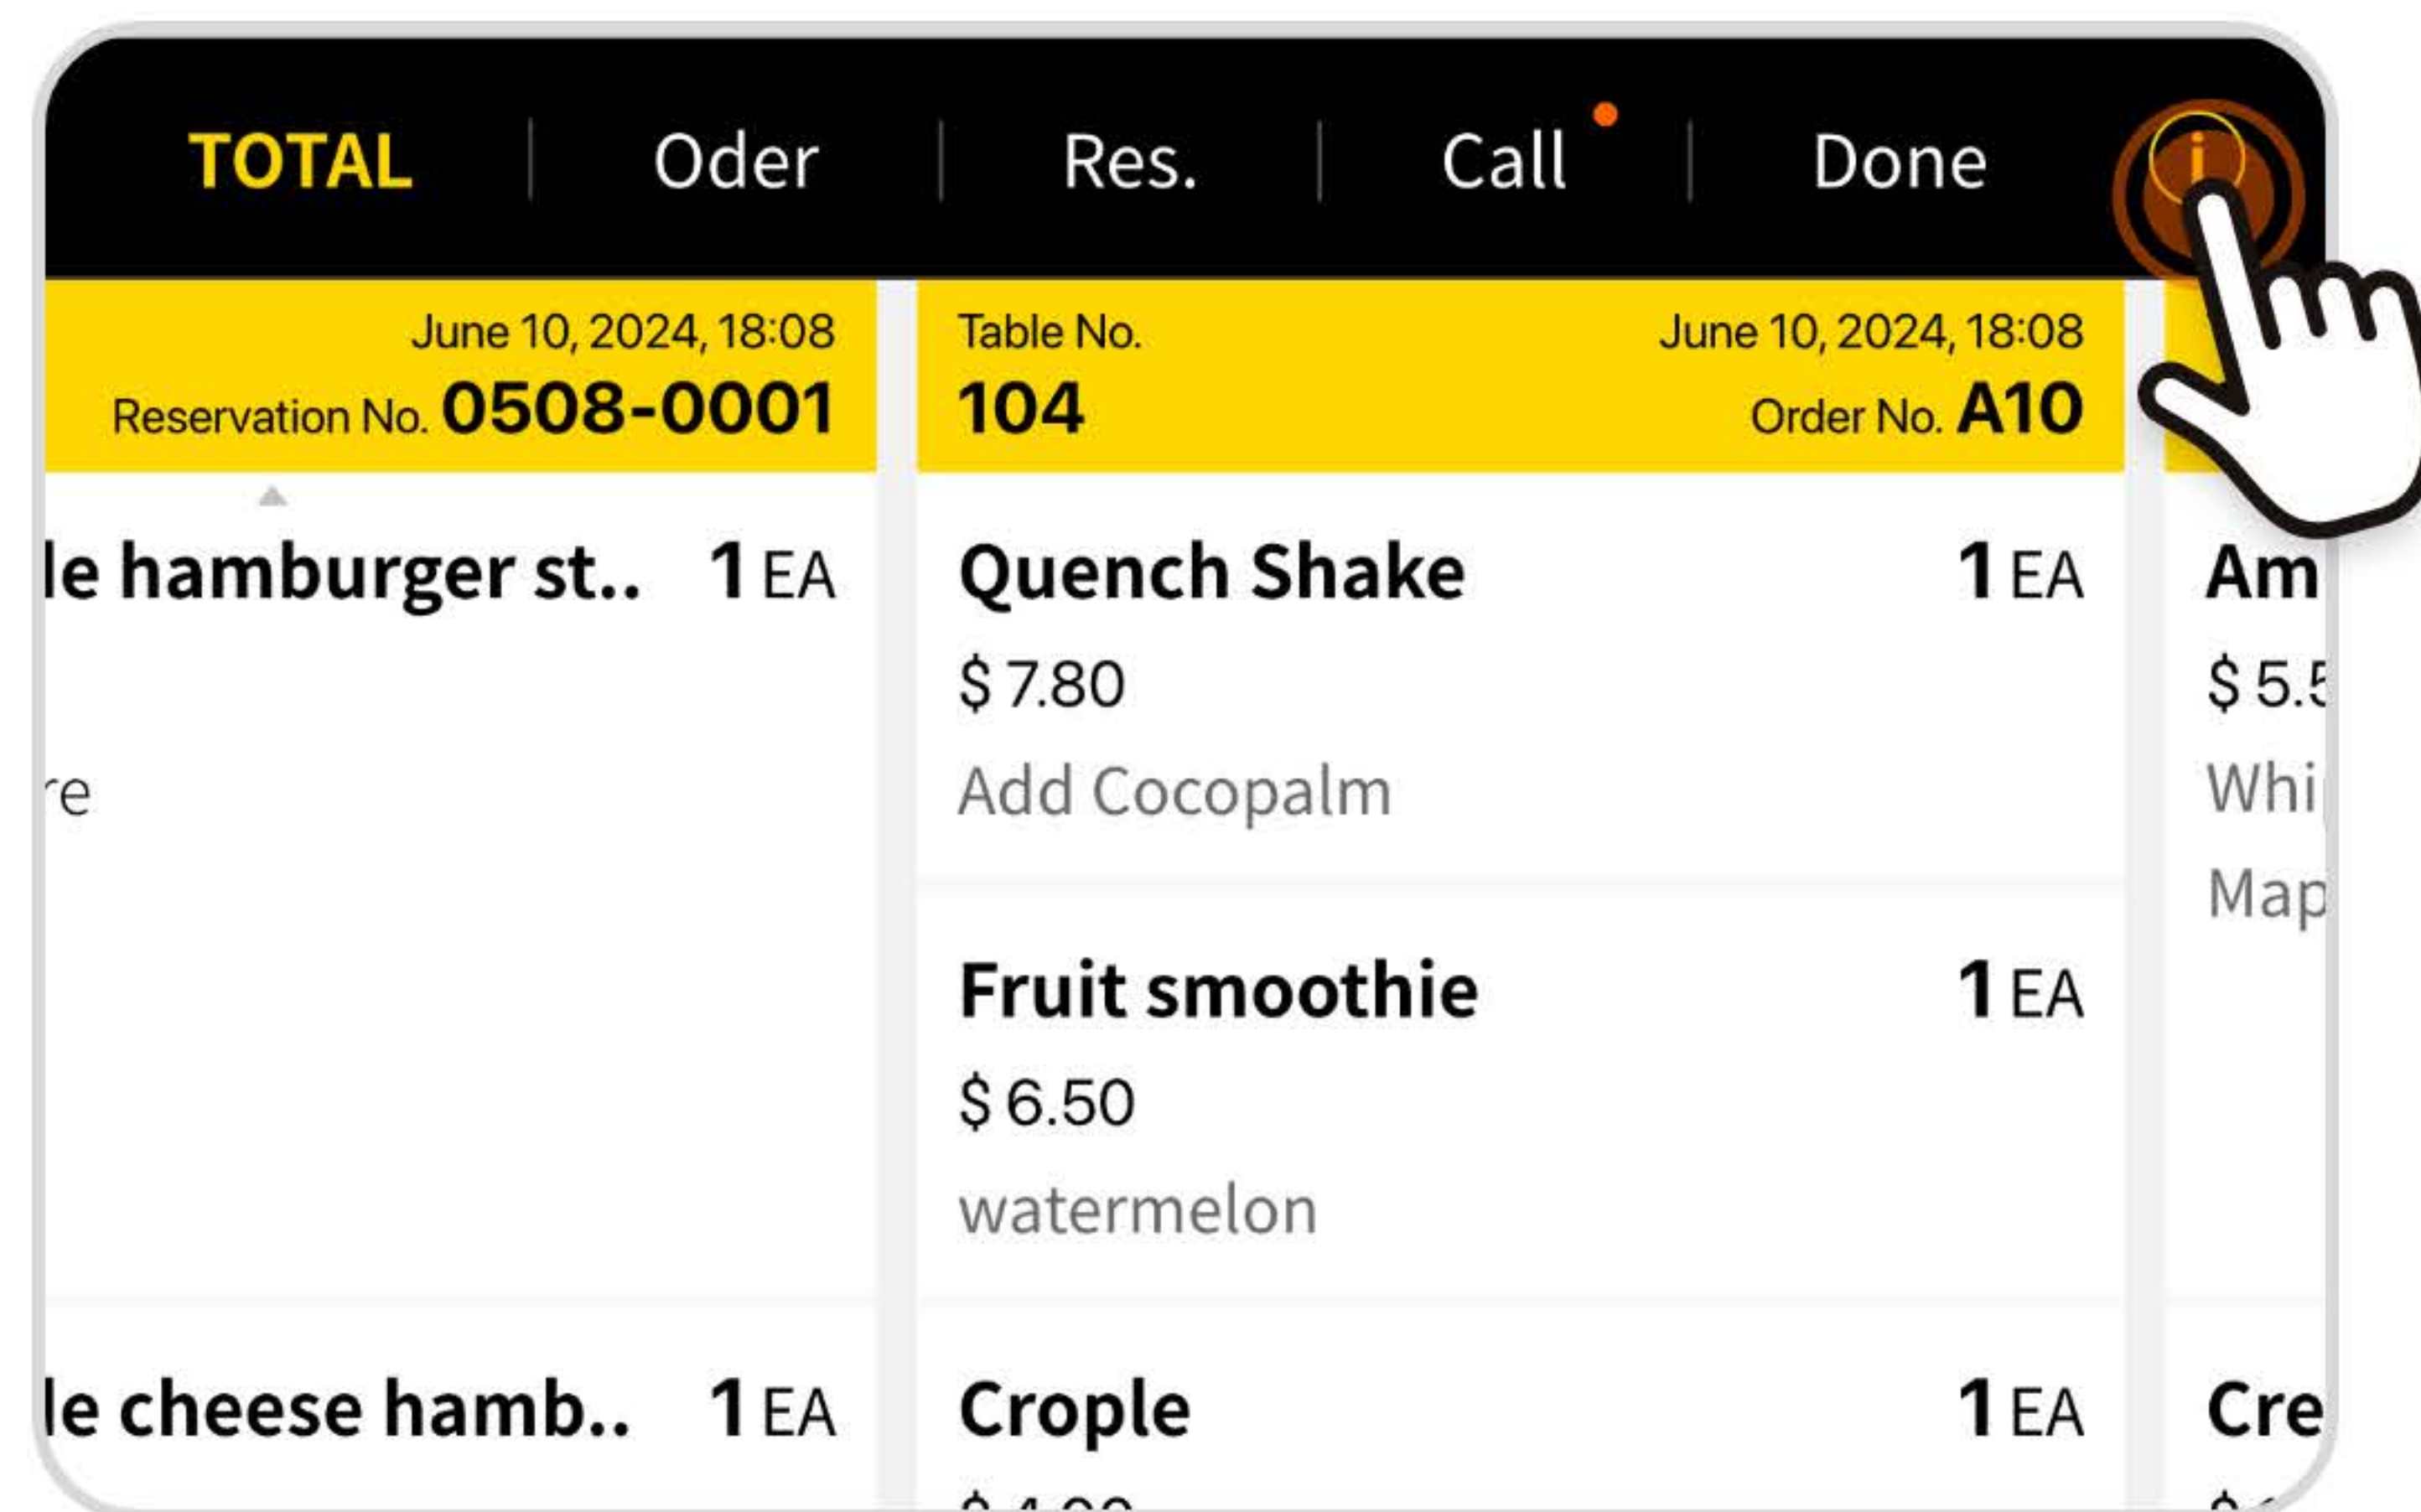 TOTAL Oder Res. Call Done i
June 10, 2024, 18:08
Reservation No. 0508-0001
le hamburger st.. 1 EA
re
le cheese hamb.. 1 EA
Table No. June 10, 2024, 18:08
104 Order No. A10
Quench Shake 1 EA
$ 7.80
Add Cocopalm
Fruit smoothie 1 EA
$ 6.50
watermelon
Crople 1 EA
Am
$ 5.5
Whi
Map
Cre